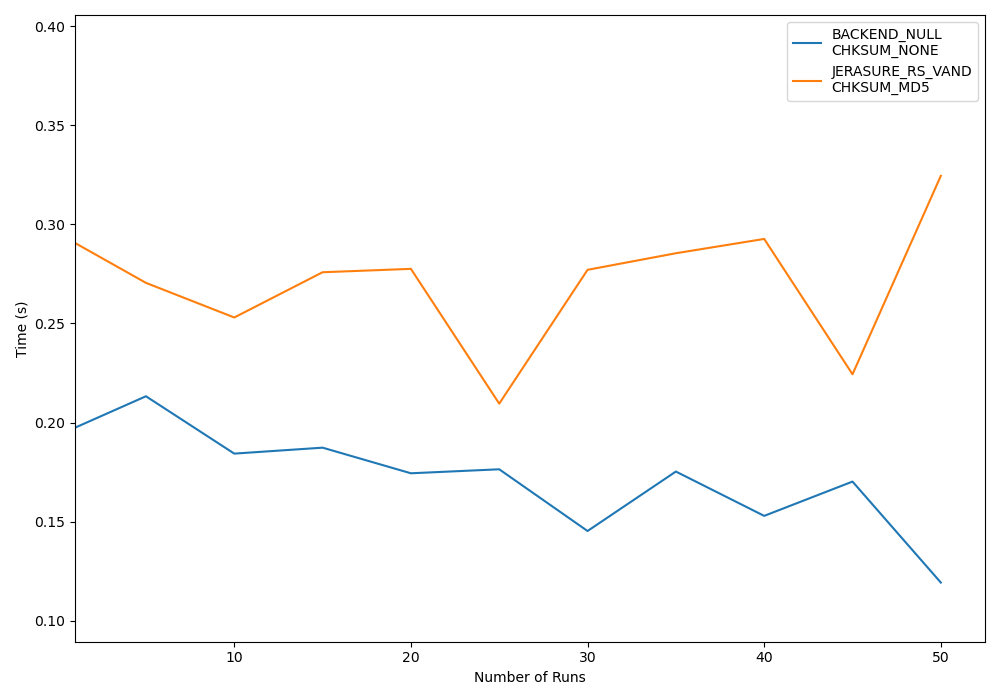 0.40
0.35
0.30
0.25
0.20
0.15
0.10
Time (s)
10 20 30 40 50
Number of Runs
BACKEND_NULL
CHKSUM_NONE
JERASURE_RS_VAND
CHKSUM_MD5